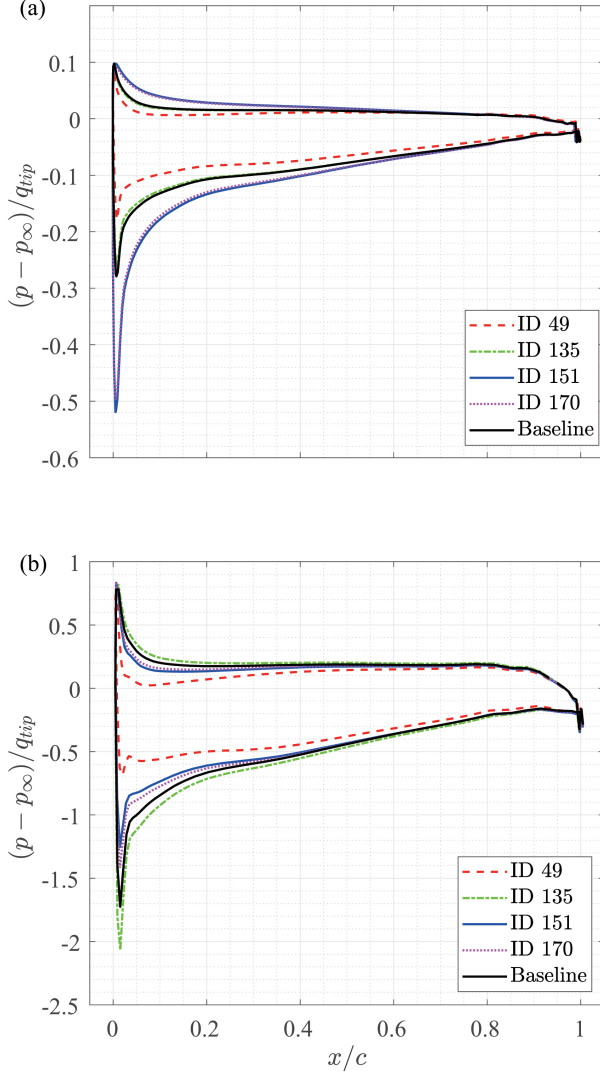 (a)
0.1
0
-0.1
-0.2
-0.3
-0.4
-0.5
-0.6
(p − p∞)/qtip
ID 49
ID 135
ID 151
ID 170
Baseline
(b)
1
0.5
0
-0.5
-1
-1.5
-2
-2.5
(p − p∞)/qtip
ID 49
ID 135
ID 151
ID 170
Baseline
0 0.2 0.4 0.6 0.8 1
x/c